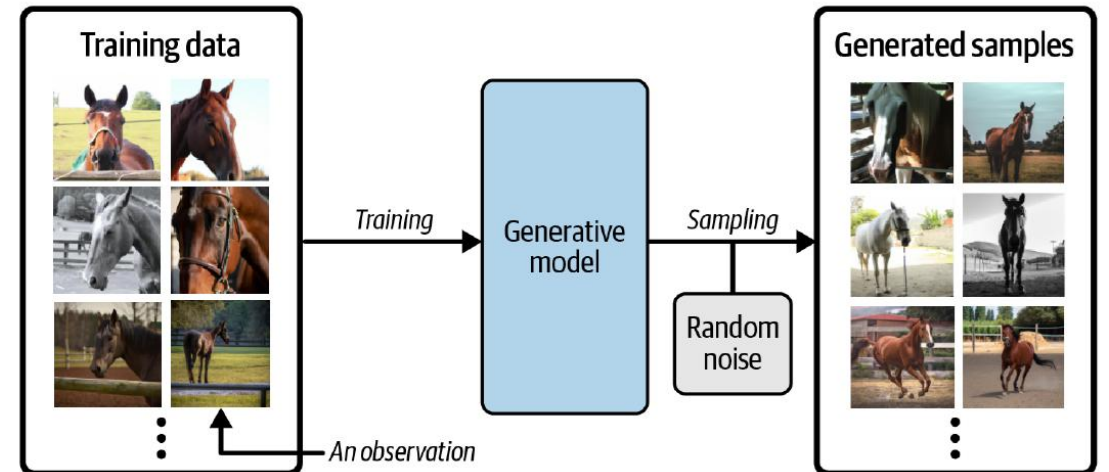 Training data
An observation
Training
Generative
model
Sampling
Random
noise
Generated samples